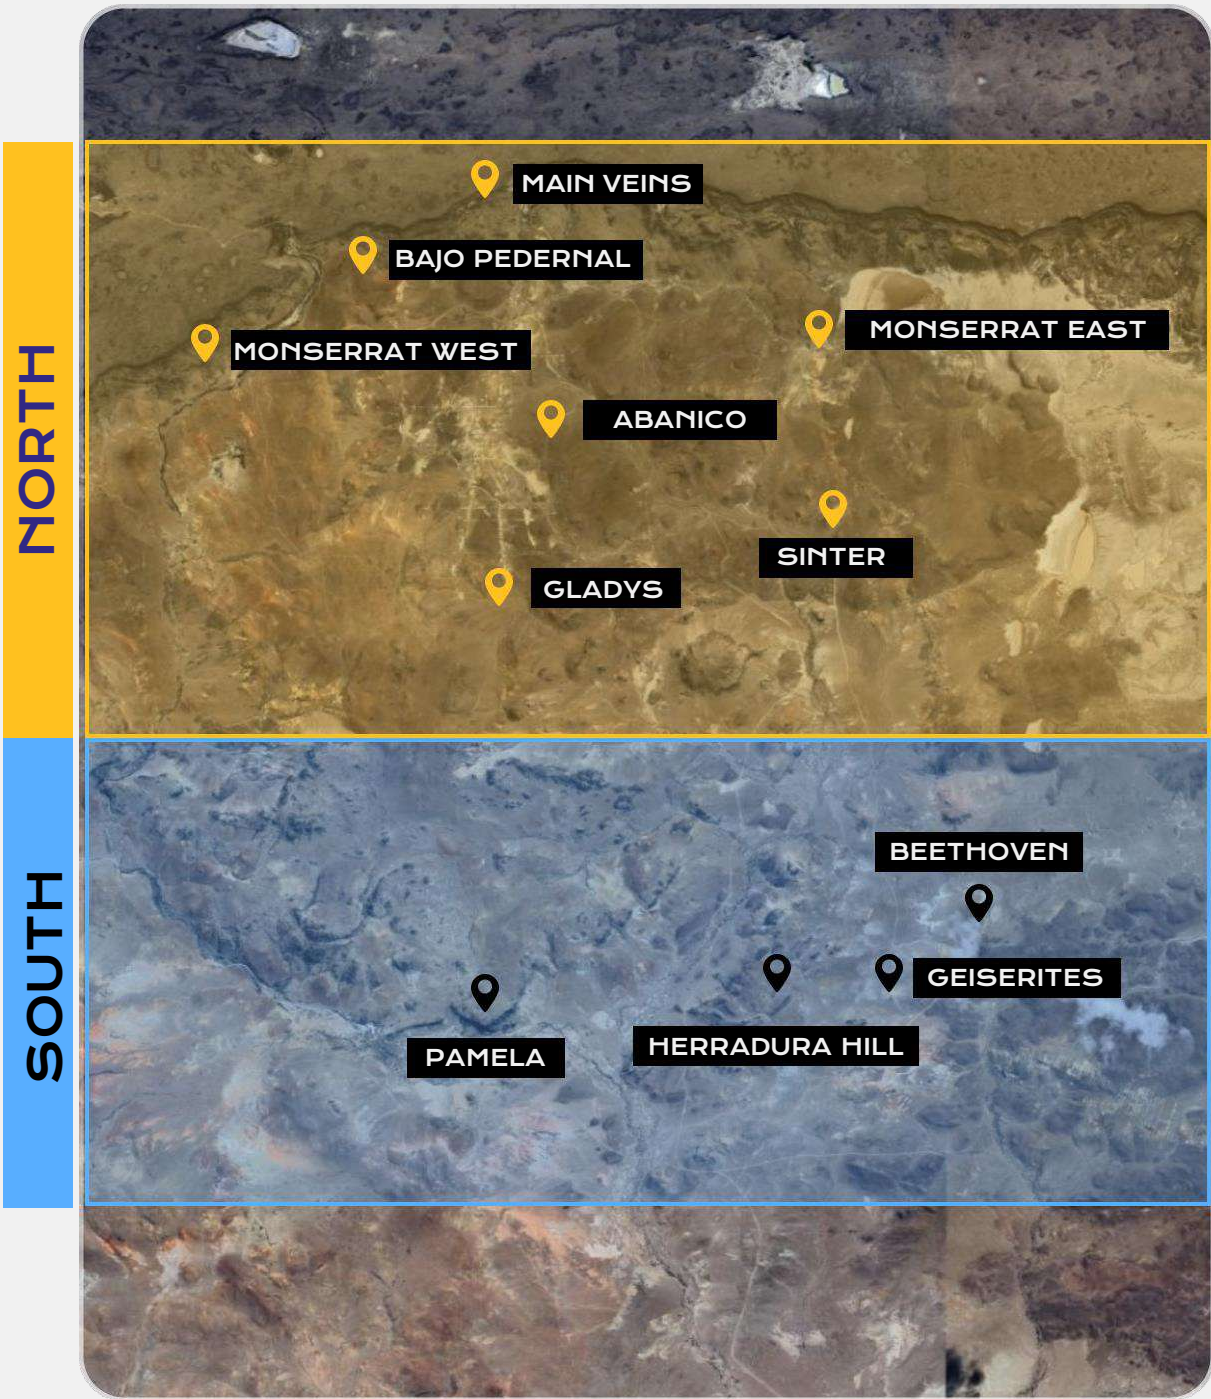 NORTH
MAIN VEINS
BAJO PEDERNAL
MONSERRAT EAST
MONSERRAT WEST
ABANICO
SINTER
GLADYS
SOUTH
BEETHOVEN
GEISERITES
HERRADURA HILL
PAMELA